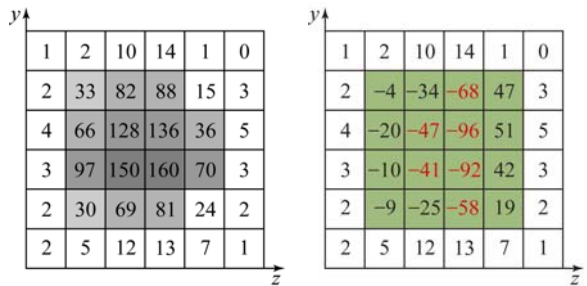 y
1 2 10 14 1 0
2 33 82 88 15 3
4 66 128 136 36 5
3 97 150 160 70 3
2 30 69 81 24 2
2 5 12 13 7 1
z
y
1 2 10 14 1 0
2 −4 −34 −68 47 3
4 −20 −47 −96 51 5
3 −10 −41 −92 42 3
2 −9 −25 −58 19 2
2 5 12 13 7 1
z